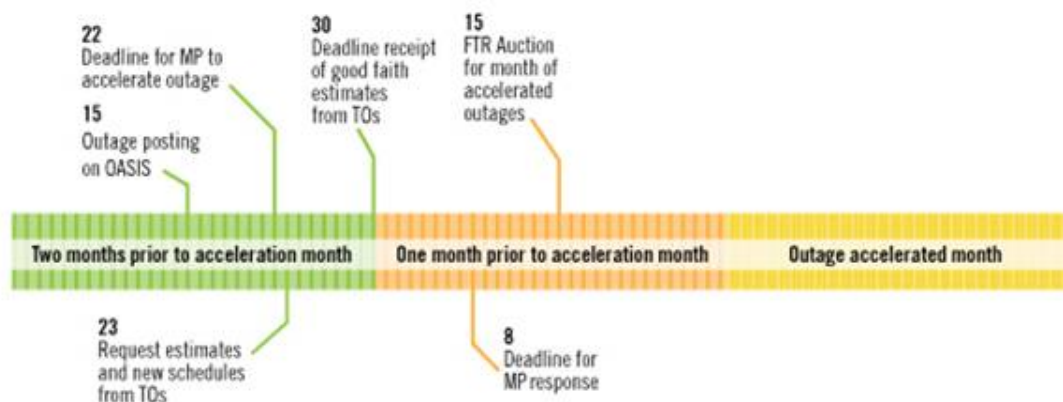 22
Deadline for MP to
accelerate outage
15
Outage posting
on OASIS
30
Deadline receipt
of good faith
estimates
from TOs
15
FTR Auction
for month of
accelerated
outages
Two months prior to acceleration month
One month prior to acceleration month
Outage accelerated month
23
Request estimates
and new schedules
from TOs
8
Deadline for
MP response